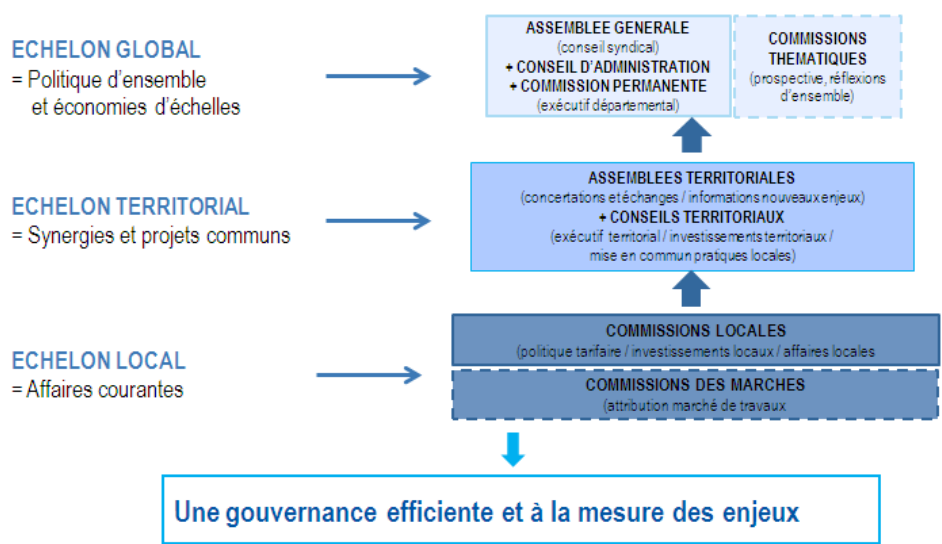 ECHELON GLOBAL
= Politique d'ensemble
et économies d'échelles
ASSEMBLEE GENERALE
(conseil syndical)
+ CONSEIL D'ADMINISTRATION
+ COMMISSION PERMANENTE
(exécutif départemental)
COMMISSIONS
THEMATIQUES
(prospective, réflexions
d'ensemble)
ECHELON TERRITORIAL
= Synergies et projets communs
ASSEMBLEES TERRITORIALES
(concertations et échanges / informations nouveaux enjeux)
+ CONSEILS TERRITORIAUX
(exécutif territorial / investissements territoriaux /
mise en commun pratiques locales)
ECHELON LOCAL
= Affaires courantes
COMMISSIONS LOCALES
(politique tarifaire / investissements locaux / affaires locales
COMMISSIONS DES MARCHES
(attribution marché de travaux
Une gouvernance efficiente et à la mesure des enjeux